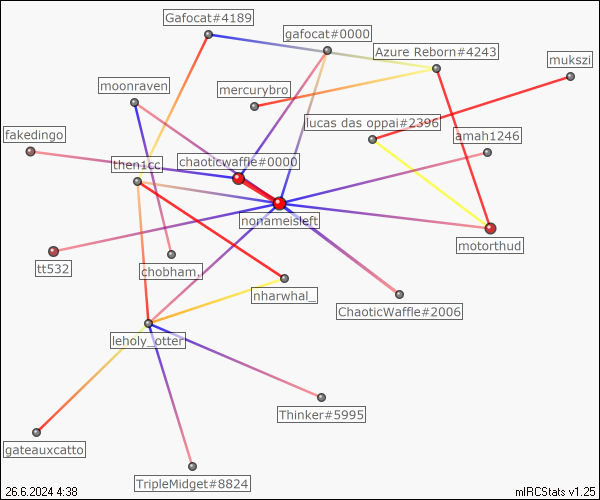 Gafocat#4189
gafocat#0000
Azure Reborn#4243
mukszi
moonraven
mercurybro
lucas das oppai#2396
fakedingo
amah1246
chaoticwaffle#0000
then1cc
nonameisleft
motorthud
tt532
chobham.
nharwhal_
ChaoticWaffle#2006
leholy_otter
Thinker#5995
gateauxcatto
TripleMidget#8824
26.6.2024 4:38
mIRCStats v1.25